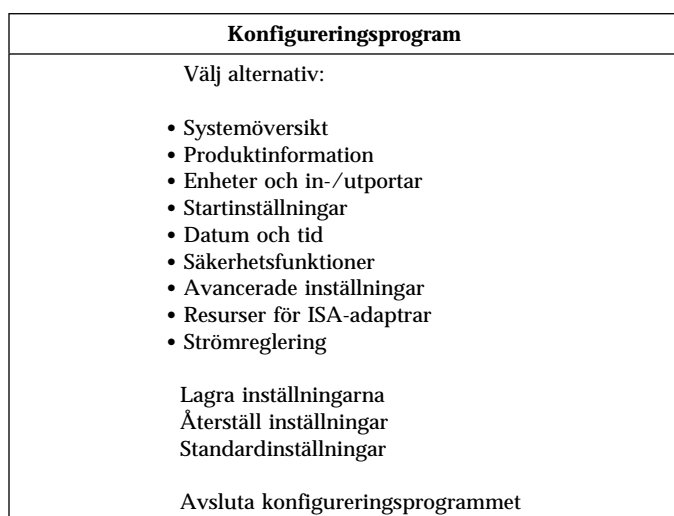 Konfigureringsprogram
Välj alternativ:
• Systemöversikt
• Produktinformation
• Enheter och in-/utportar
• Startinställningar
• Datum och tid
• Säkerhetsfunktioner
• Avancerade inställningar
• Resurser för ISA-adaptrar
• Strömreglering
Lagra inställningarna
Återställ inställningar
Standardinställningar
Avsluta konfigureringsprogrammet